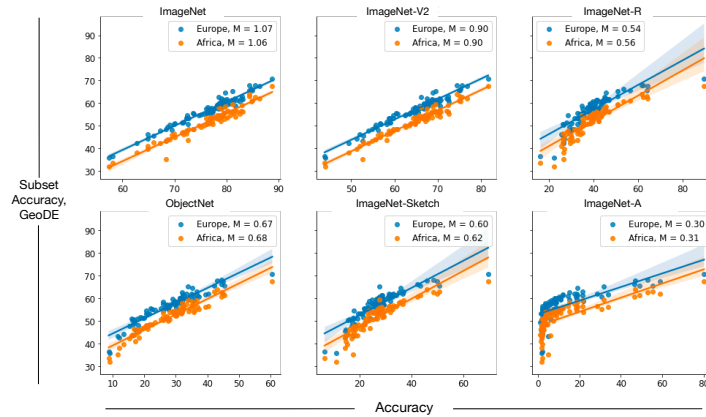 ImageNet
ImageNet-V2
ImageNet-R
90
80
70
60
50
40
30
Europe, M = 1.07
Africa, M = 1.06
Europe, M = 0.90
Africa, M = 0.90
Europe, M = 0.54
Africa, M = 0.56
60 70 80 90
50 60 70 80
20 40 60 80
Subset
Accuracy,
GeoDE
ObjectNet
ImageNet-Sketch
ImageNet-A
90
80
70
60
50
40
30
Europe, M = 0.67
Africa, M = 0.68
Europe, M = 0.60
Africa, M = 0.62
Europe, M = 0.30
Africa, M = 0.31
10 20 30 40 50 60
20 40 60
0 10 20 30 40 50 60 70 80
Accuracy